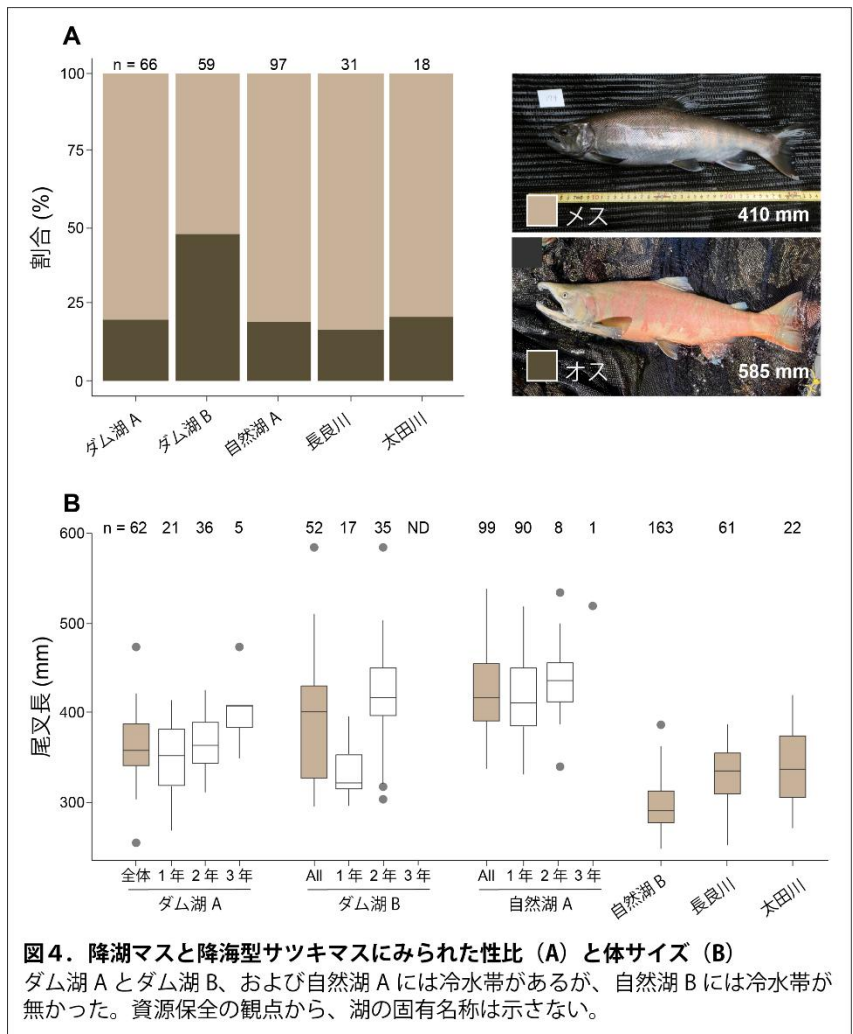 A
n = 66 59 97 31 18
100
75
50
25
0
割合 (%)
ダム湖 A ダム湖 B 自然湖 A 長良川 太田川
メス 410 mm
オス 585 mm
B
n = 62 21 36 5 52 17 35 ND 99 90 8 1 163 61 22
600
500
400
300
尾叉長 (mm)
全体 1 年 2 年 3 年 All 1 年 2 年 3 年 All 1 年 2 年 3 年 自然湖 B 長良川 太田川
ダム湖 A ダム湖 B 自然湖 A
図４．降湖マスと降海型サツキマスにみられた性比（A）と体サイズ（B）
ダム湖 A とダム湖 B、および自然湖 A には冷水帯があるが、自然湖 B には冷水帯が
無かった。資源保全の観点から、湖の固有名称は示さない。